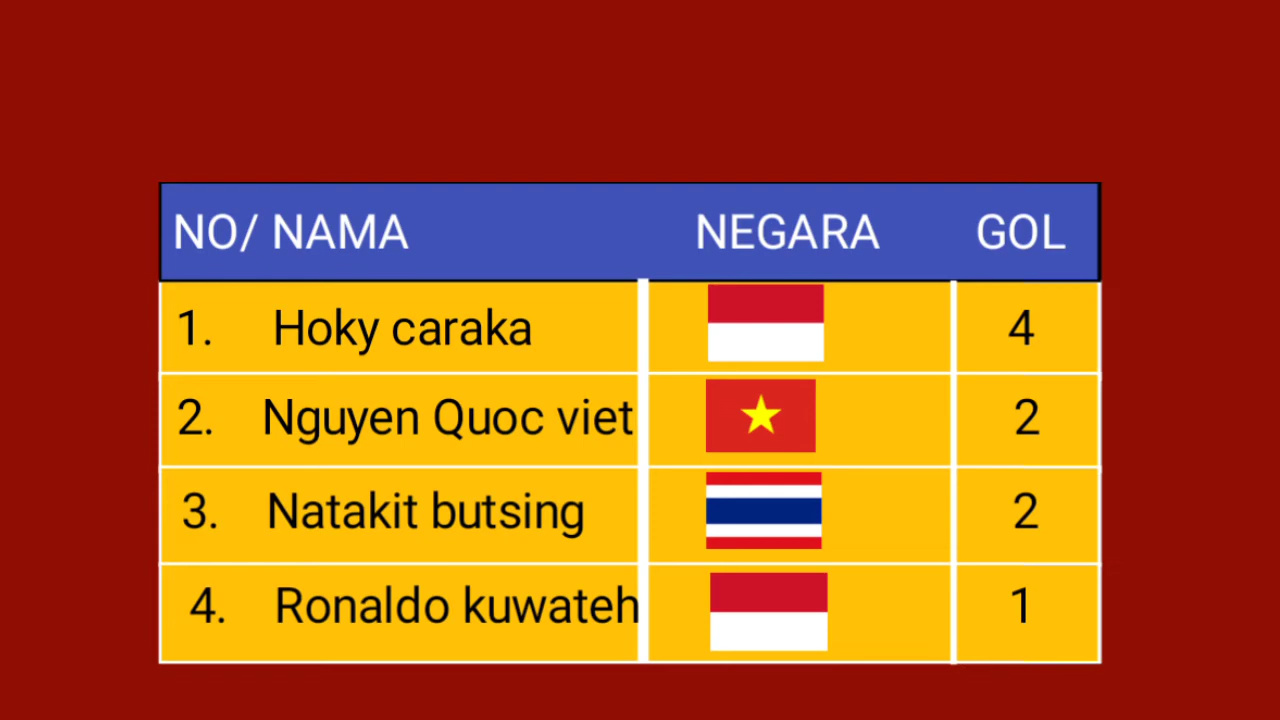 NO/ NAMA NEGARA GOL
1. Hoky caraka 4
2. Nguyen Quoc viet 2
3. Natakit butsing 2
4. Ronaldo kuwateh 1